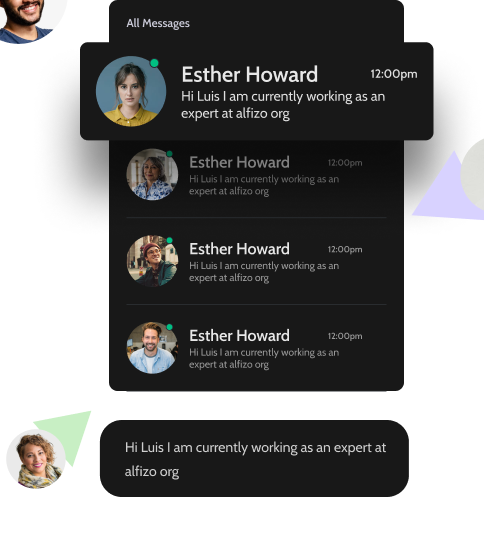 All Messages
Esther Howard 12:00pm
Hi Luis I am currently working as an
expert at alfizo org
Esther Howard 12:00pm
Hi Luis I am currently working as an
expert at alfizo org
Esther Howard 12:00pm
Hi Luis I am currently working as an
expert at alfizo org
Esther Howard 12:00pm
Hi Luis I am currently working as an
expert at alfizo org
Hi Luis I am currently working as an expert at
alfizo org